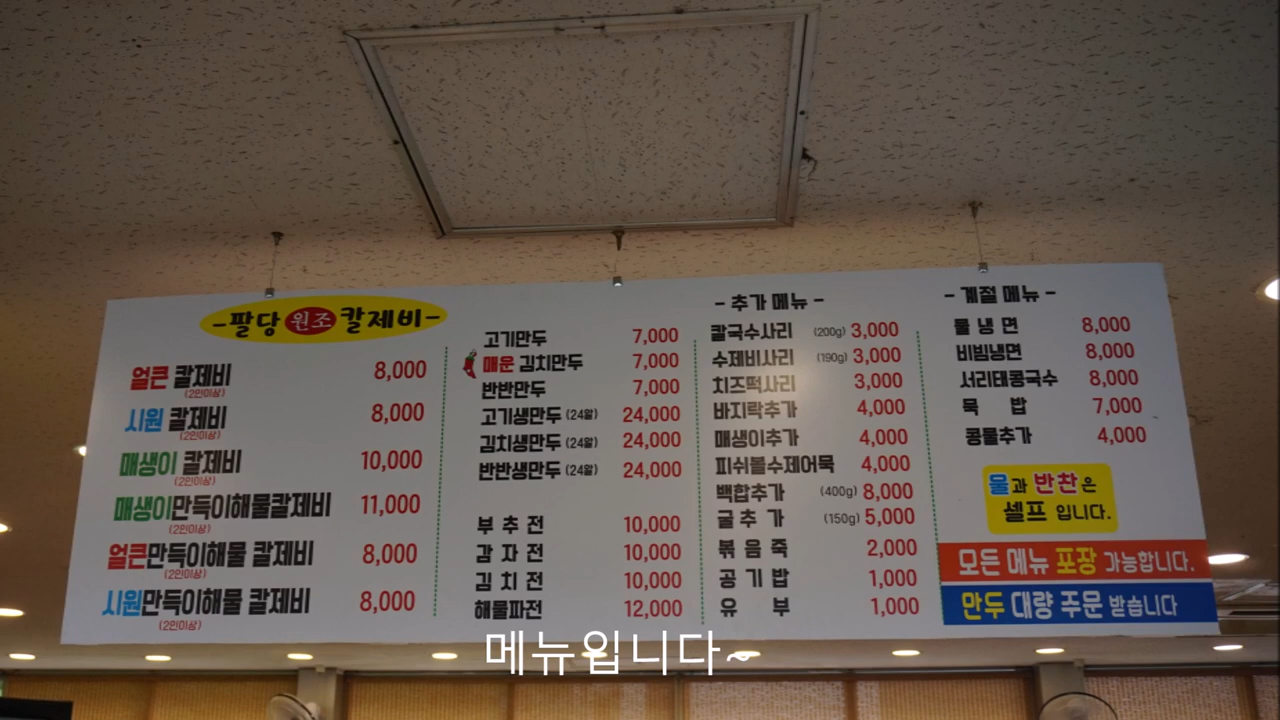 -팔당 원조 칼제비-
얼큰 칼제비 8,000
(2인이상)
시원 칼제비 8,000
(2인이상)
매생이 칼제비 10,000
(2인이상)
매생이만득이해물칼제비 11,000
(2인이상)
얼큰만득이해물 칼제비 8,000
(2인이상)
시원만득이해물 칼제비 8,000
(2인이상)
고기만두 7,000
매운 김치만두 7,000
반반만두 7,000
고기생만두 (24알) 24,000
김치생만두 (24알) 24,000
반반생만두 (24알) 24,000
부추전 10,000
감자전 10,000
김치전 10,000
해물파전 12,000
- 추가 메뉴 -
칼국수사리 (200g) 3,000
수제비사리 (190g) 3,000
치즈떡사리 3,000
바지락추가 4,000
매생이추가 4,000
피쉬볼수제어묵 4,000
백합추가 (400g) 8,000
굴추가 (150g) 5,000
볶음죽 2,000
공기밥 1,000
유부 1,000
- 계절 메뉴 -
물냉면 8,000
비빔냉면 8,000
서리태콩국수 8,000
묵밥 7,000
콩물추가 4,000
물과 반찬은
셀프 입니다.
모든 메뉴 포장 가능합니다.
만두 대량 주문 받습니다
메뉴입니다~